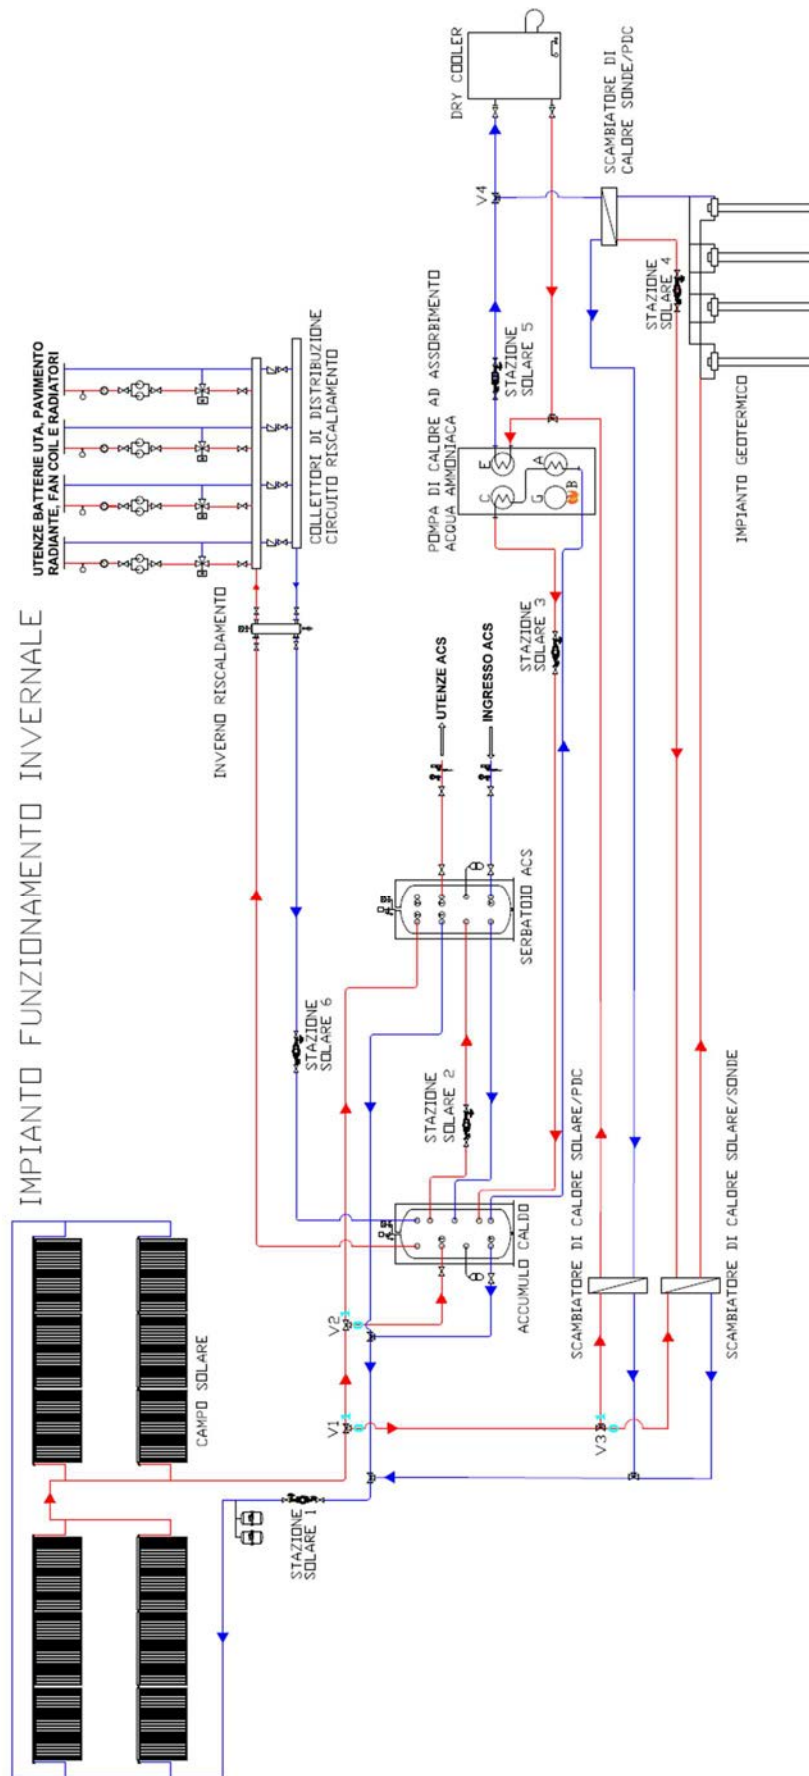 IMPIANTO FUNZIONAMENTO INVERNALE
CAMPO SOLARE
STAZIONE
SOLARE 1
V1
V2
V3
INVERNO RISCALDAMENTO
UTENZE BATTERIE UTA, PAVIMENTO
RADIANTE, FAN COIL E RADIATORI
COLLETTORI DI DISTRIBUZIONE
CIRCUITO RISCALDAMENTO
STAZIONE
SOLARE 6
ACCUMULO CALDO
STAZIONE
SOLARE 2
SERBATOIO ACS
UTENZE ACS
INGRESSO ACS
STAZIONE
SOLARE 3
POMPA DI CALORE AD ASSORBIMENTO
ACQUA AMMONIACA
C
E
G
A
B
STAZIONE
SOLARE 5
V4
DRY COOLER
SCAMBIATORE DI
CALORE SONDE/PDC
STAZIONE
SOLARE 4
IMPIANTO GEOTERMICO
SCAMBIATORE DI CALORE SOLARE/PDC
SCAMBIATORE DI CALORE SOLARE/SONDE